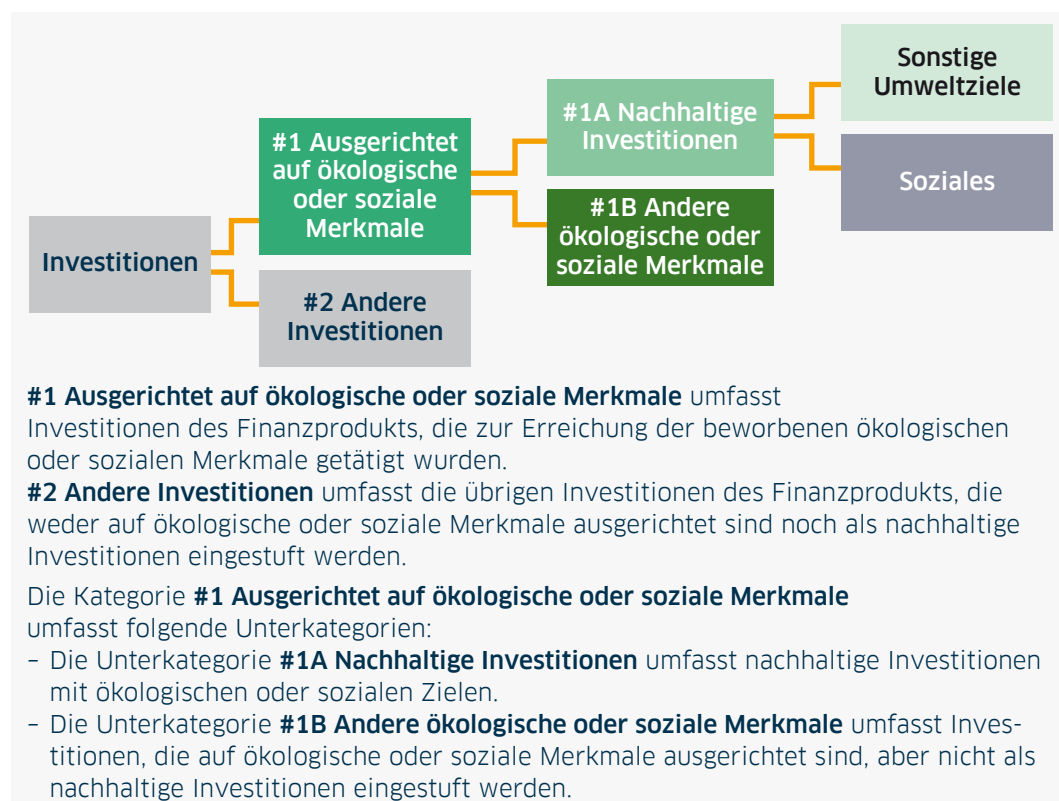 Sonstige
Umweltziele
#1A Nachhaltige
Investitionen
#1 Ausgerichtet
auf ökologische
oder soziale
Merkmale
Soziales
#1B Andere
ökologische oder
soziale Merkmale
Investitionen
#2 Andere
Investitionen
#1 Ausgerichtet auf ökologische oder soziale Merkmale umfasst
Investitionen des Finanzprodukts, die zur Erreichung der beworbenen ökologischen
oder sozialen Merkmale getätigt wurden.
#2 Andere Investitionen umfasst die übrigen Investitionen des Finanzprodukts, die
weder auf ökologische oder soziale Merkmale ausgerichtet sind noch als nachhaltige
Investitionen eingestuft werden.
Die Kategorie #1 Ausgerichtet auf ökologische oder soziale Merkmale
umfasst folgende Unterkategorien:
– Die Unterkategorie #1A Nachhaltige Investitionen umfasst nachhaltige Investitionen
mit ökologischen oder sozialen Zielen.
– Die Unterkategorie #1B Andere ökologische oder soziale Merkmale umfasst Inves-
titionen, die auf ökologische oder soziale Merkmale ausgerichtet sind, aber nicht als
nachhaltige Investitionen eingestuft werden.